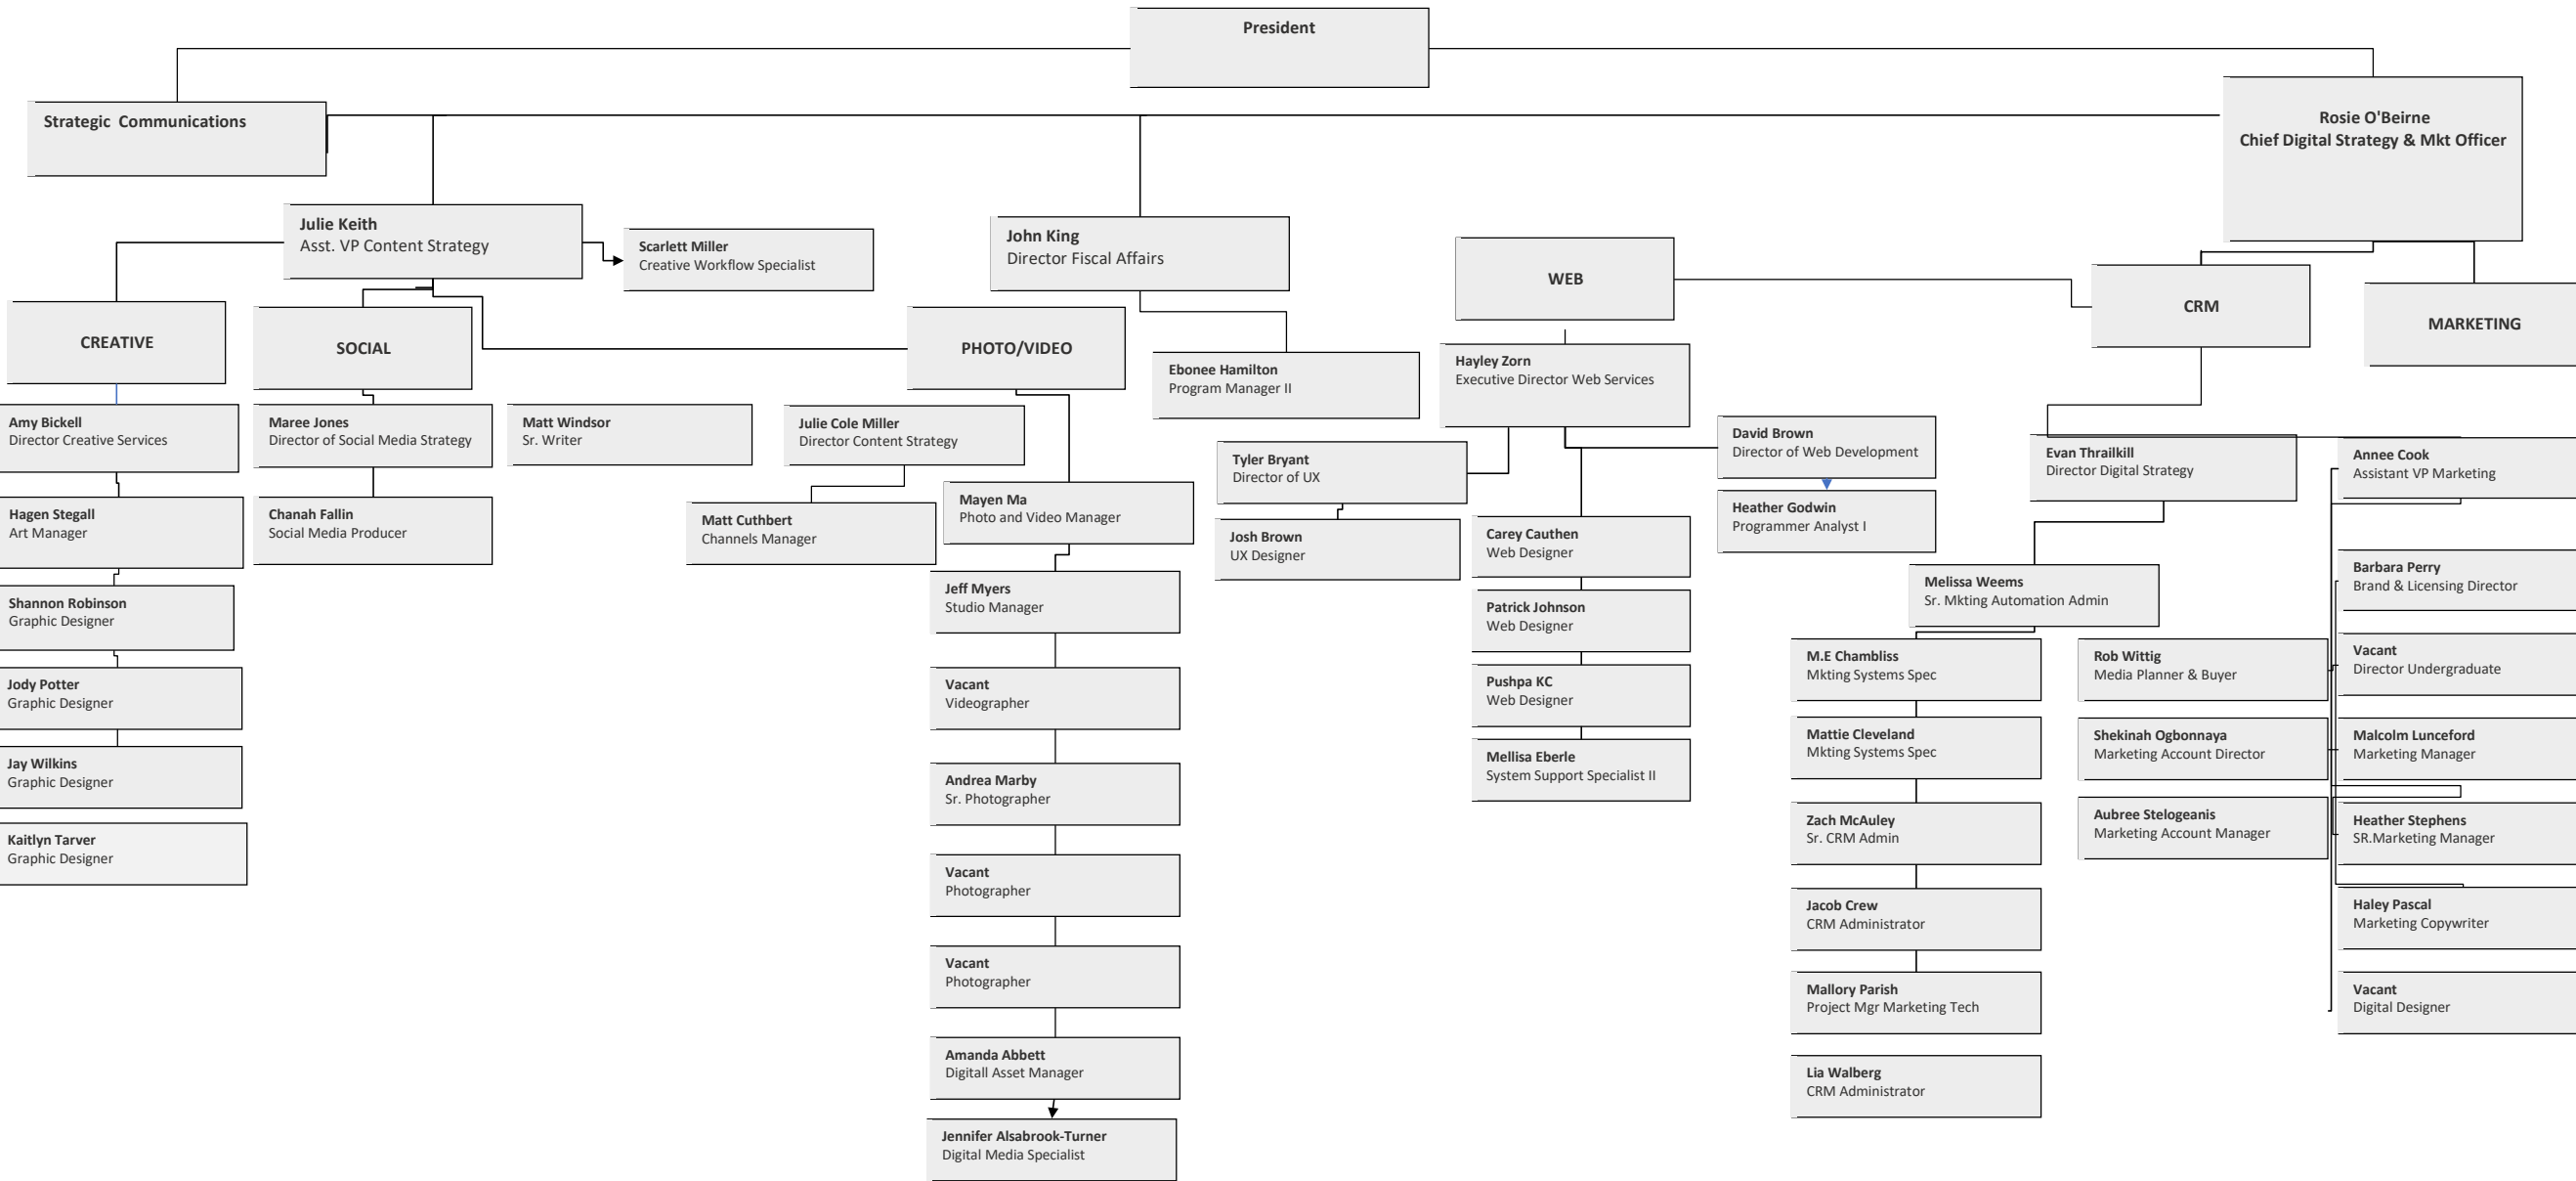 President
Strategic  Communications
Rosie O'Beirne
Chief Digital Strategy & Mkt Officer
Julie Keith
Asst. VP Content Strategy
Scarlett Miller
Creative Workflow Specialist
John King
Director Fiscal Affairs
WEB
CRM
MARKETING
CREATIVE
SOCIAL
PHOTO/VIDEO
Ebonee Hamilton
Program Manager II
Hayley Zorn
Executive Director Web Services
Amy Bickell
Director Creative Services
Maree Jones
Director of Social Media Strategy
Matt Windsor
Sr. Writer
Julie Cole Miller
Director Content Strategy
Tyler Bryant
Director of UX
David Brown
Director of Web Development
Evan Thrailkill
Director Digital Strategy
Annee Cook
Assistant VP Marketing
Hagen Stegall
Art Manager
Chanah Fallin
Social Media Producer
Matt Cuthbert
Channels Manager
Mayen Ma
Photo and Video Manager
Josh Brown
UX Designer
Carey Cauthen
Web Designer
Heather Godwin
Programmer Analyst I
Barbara Perry
Brand & Licensing Director
Shannon Robinson
Graphic Designer
Jeff Myers
Studio Manager
Patrick Johnson
Web Designer
Melissa Weems
Sr. Mkting Automation Admin
Jody Potter
Graphic Designer
Vacant
Videographer
Pushpa KC
Web Designer
M.E Chambliss
Mkting Systems Spec
Rob Wittig
Media Planner & Buyer
Vacant
Director Undergraduate
Jay Wilkins
Graphic Designer
Andrea Marby
Sr. Photographer
Mellisa Eberle
System Support Specialist II
Mattie Cleveland
Mkting Systems Spec
Shekinah Ogbonnaya
Marketing Account Director
Malcolm Lunceford
Marketing Manager
Kaitlyn Tarver
Graphic Designer
Zach McAuley
Sr. CRM Admin
Aubree Stelogeanis
Marketing Account Manager
Heather Stephens
SR.Marketing Manager
Vacant
Photographer
Jacob Crew
CRM Administrator
Haley Pascal
Marketing Copywriter
Vacant
Photographer
Mallory Parish
Project Mgr Marketing Tech
Vacant
Digital Designer
Amanda Abbett
Digitall Asset Manager
Lia Walberg
CRM Administrator
Jennifer Alsabrook-Turner
Digital Media Specialist